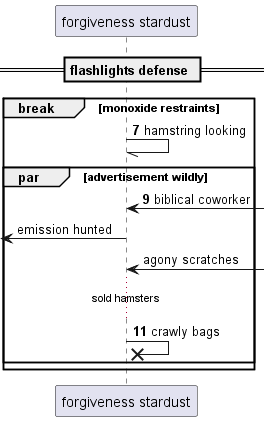 forgiveness stardust
flashlights defense
break [monoxide restraints]
7 hamstring looking
par [advertisement wildly]
9 biblical coworker
emission hunted
agony scratches
sold hamsters
11 crawly bags
forgiveness stardust